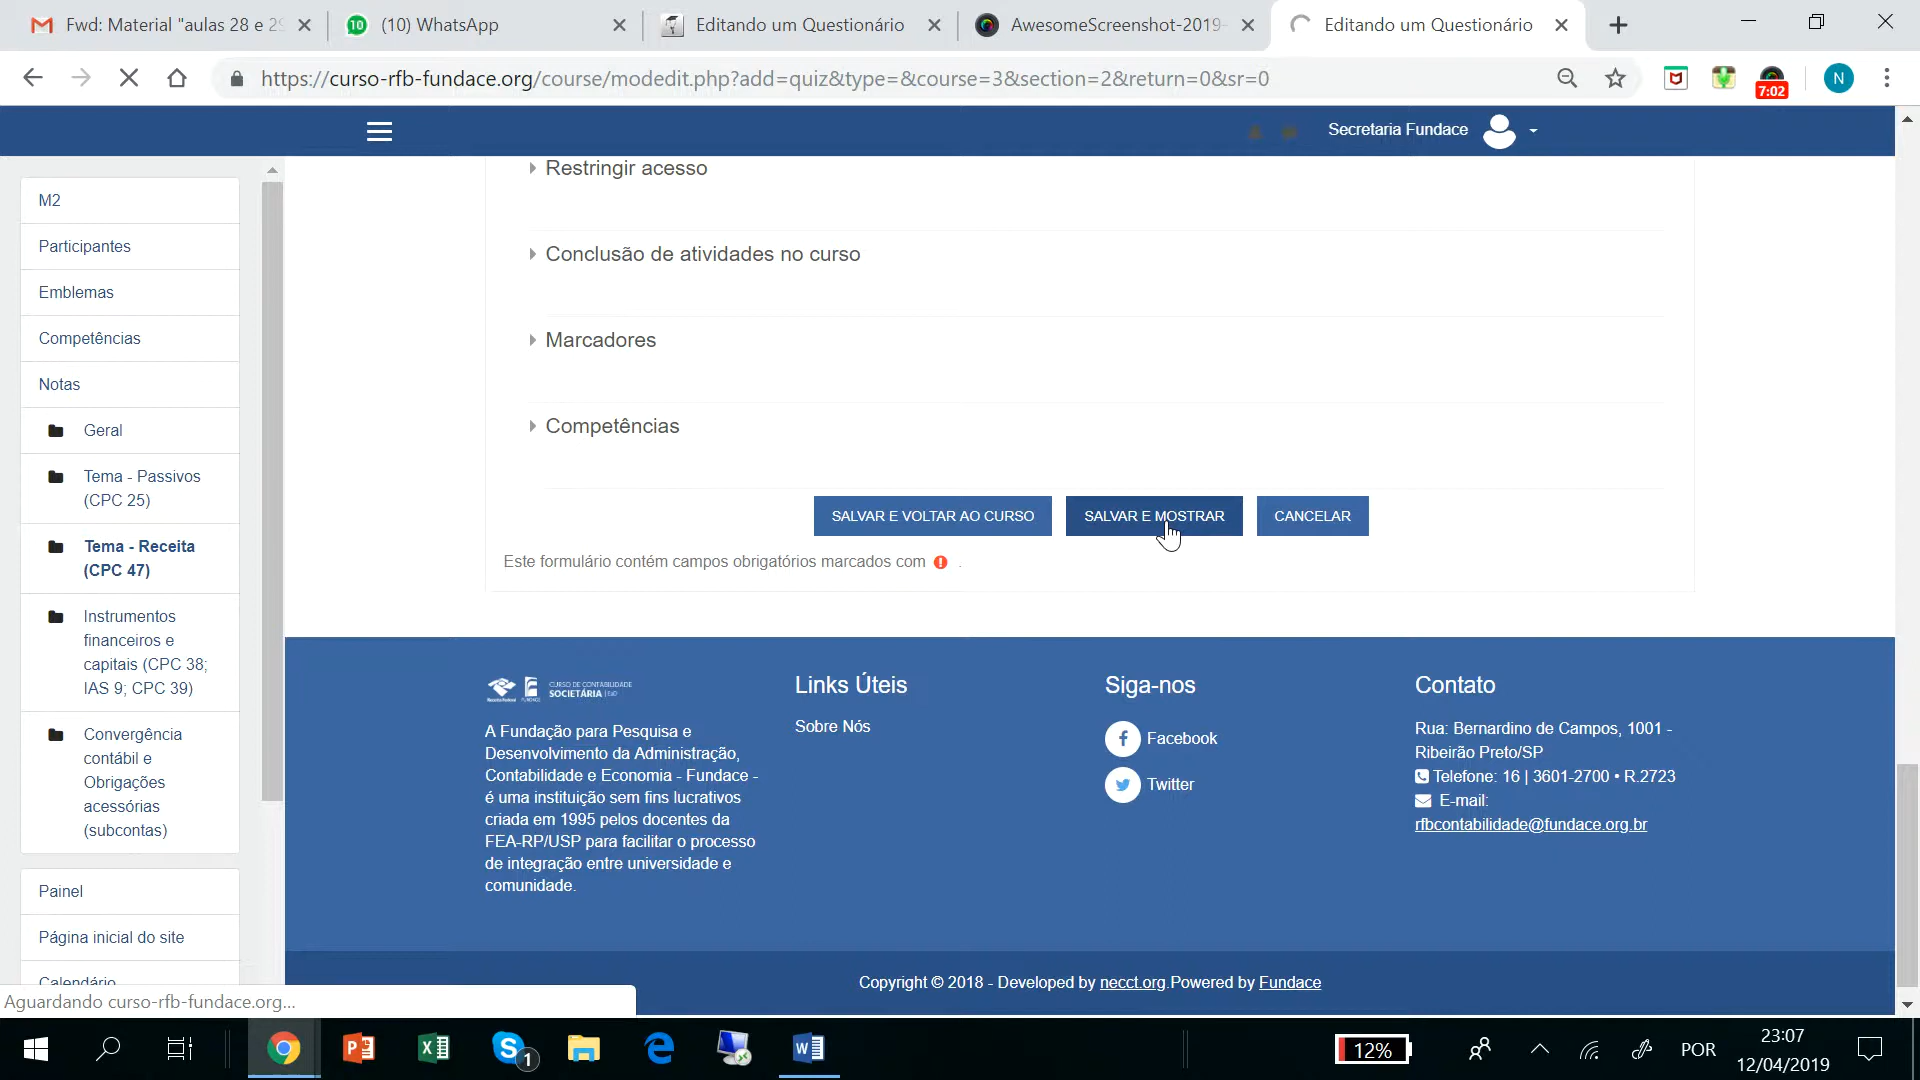 Fwd: Material "aulas 28 e 29
(10) WhatsApp
Editando um Questionário
AwesomeScreenshot-2019-
Editando um Questionário
https://curso-rfb-fundace.org/course/modedit.php?add=quiz&type=&course=3&section=2&return=0&sr=0
7:02
N
Secretaria Fundace
M2
Participantes
Emblemas
Competências
Notas
Geral
Tema - Passivos
(CPC 25)
Tema - Receita
(CPC 47)
Instrumentos
financeiros e
capitais (CPC 38;
IAS 9; CPC 39)
Convergência
contábil e
Obrigações
acessórias
(subcontas)
Painel
Página inicial do site
Calendário
Restringir acesso
Conclusão de atividades no curso
Marcadores
Competências
SALVAR E VOLTAR AO CURSO
SALVAR E MOSTRAR
CANCELAR
Este formulário contém campos obrigatórios marcados com .
CURSO DE CONTABILIDADE
SOCIETÁRIA | EaD
A Fundação para Pesquisa e
Desenvolvimento da Administração,
Contabilidade e Economia - Fundace -
é uma instituição sem fins lucrativos
criada em 1995 pelos docentes da
FEA-RP/USP para facilitar o processo
de integração entre universidade e
comunidade.
Links Úteis
Sobre Nós
Siga-nos
Facebook
Twitter
Contato
Rua: Bernardino de Campos, 1001 -
Ribeirão Preto/SP
Telefone: 16 | 3601-2700 • R.2723
E-mail:
rfbcontabilidade@fundace.org.br
Copyright © 2018 - Developed by necct.org.Powered by Fundace
Aguardando curso-rfb-fundace.org...
1
12%
POR
23:07
12/04/2019